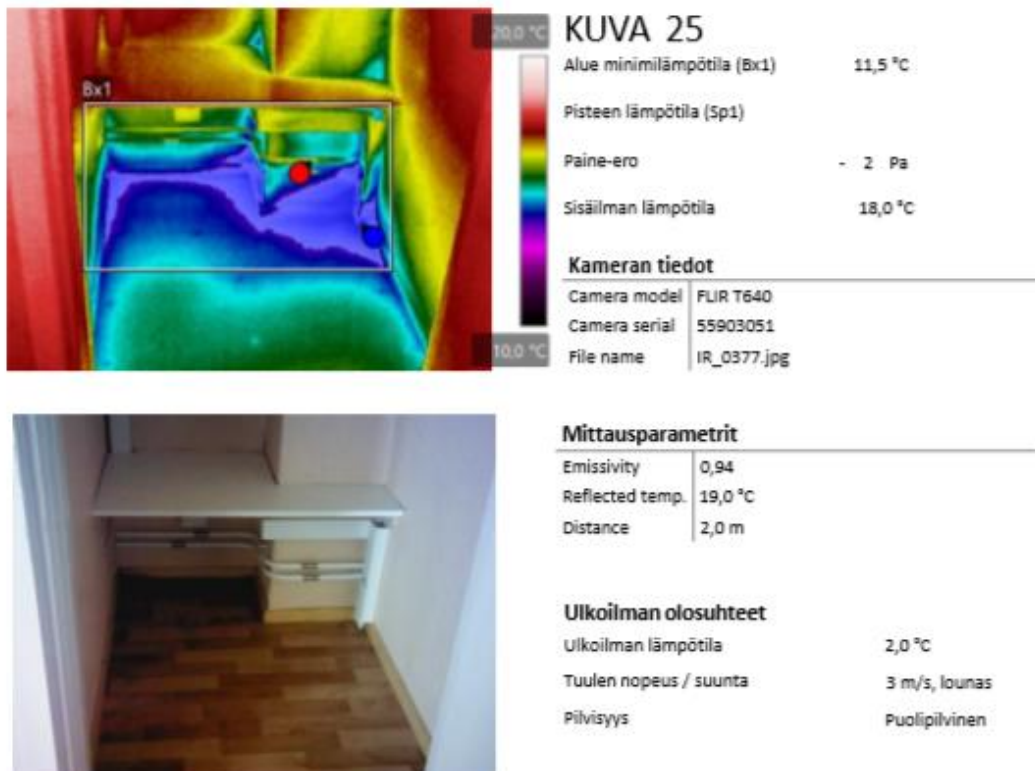 20,0 °C
Bx1
10,0 °C
KUVA 25
Alue minimilämpötila (Bx1) 11,5 °C
Pisteen lämpötila (Sp1)
Paine-ero - 2 Pa
Sisäilman lämpötila 18,0 °C
Kameran tiedot
Camera model FLIR T640
Camera serial 55903051
File name IR_0377.jpg
Mittausparametrit
Emissivity 0,94
Reflected temp. 19,0 °C
Distance 2,0 m
Ulkoilman olosuhteet
Ulkoilman lämpötila 2,0 °C
Tuulen nopeus / suunta 3 m/s, lounas
Pilvisyys Puolipilvinen